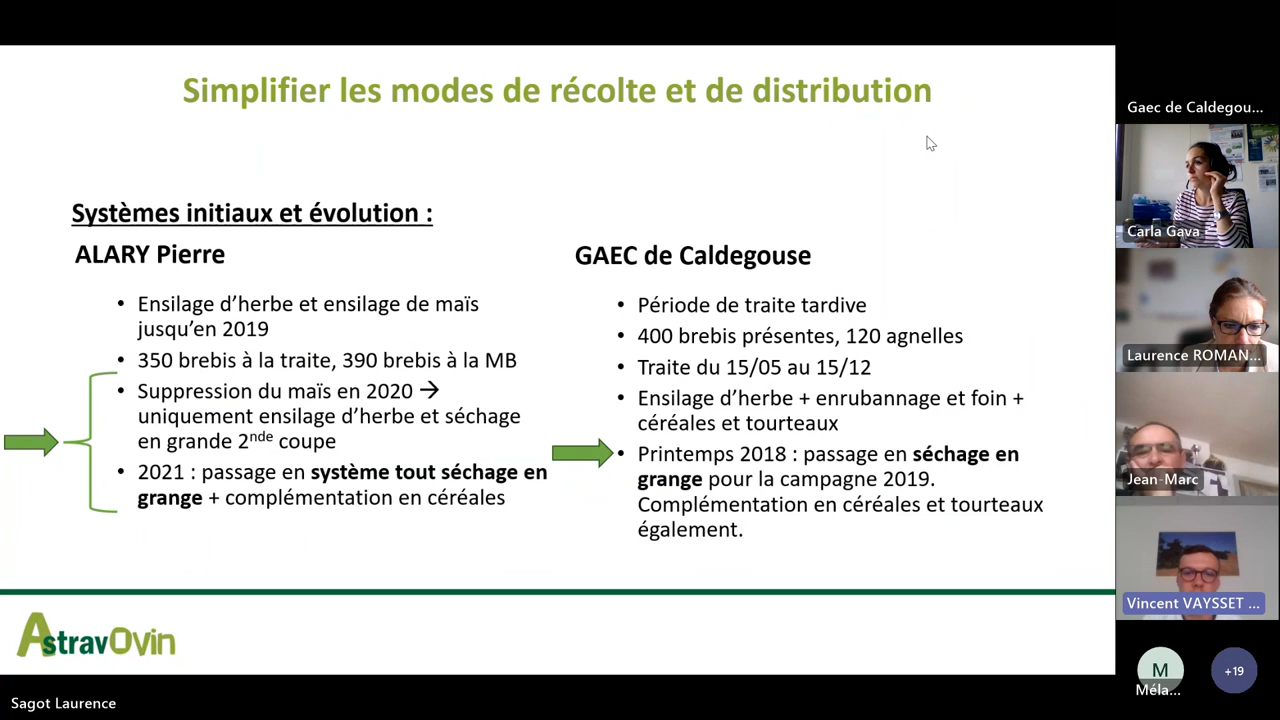 Simplifier les modes de récolte et de distribution
Systèmes initiaux et évolution :
ALARY Pierre
• Ensilage d'herbe et ensilage de maïs
jusqu'en 2019
• 350 brebis à la traite, 390 brebis à la MB
• Suppression du maïs en 2020 →
uniquement ensilage d'herbe et séchage
en grande 2nde coupe
• 2021 : passage en système tout séchage en
grange + complémentation en céréales
GAEC de Caldegouse
• Période de traite tardive
• 400 brebis présentes, 120 agnelles
• Traite du 15/05 au 15/12
• Ensilage d'herbe + enrubannage et foin +
céréales et tourteaux
• Printemps 2018 : passage en séchage en
grange pour la campagne 2019.
Complémentation en céréales et tourteaux
également.
AstravOvin
Sagot Laurence
Gaec de Caldegou...
Carla Gava
Laurence ROMAN...
Jean-Marc
Vincent VAYSSET ...
M
Méla...
+19